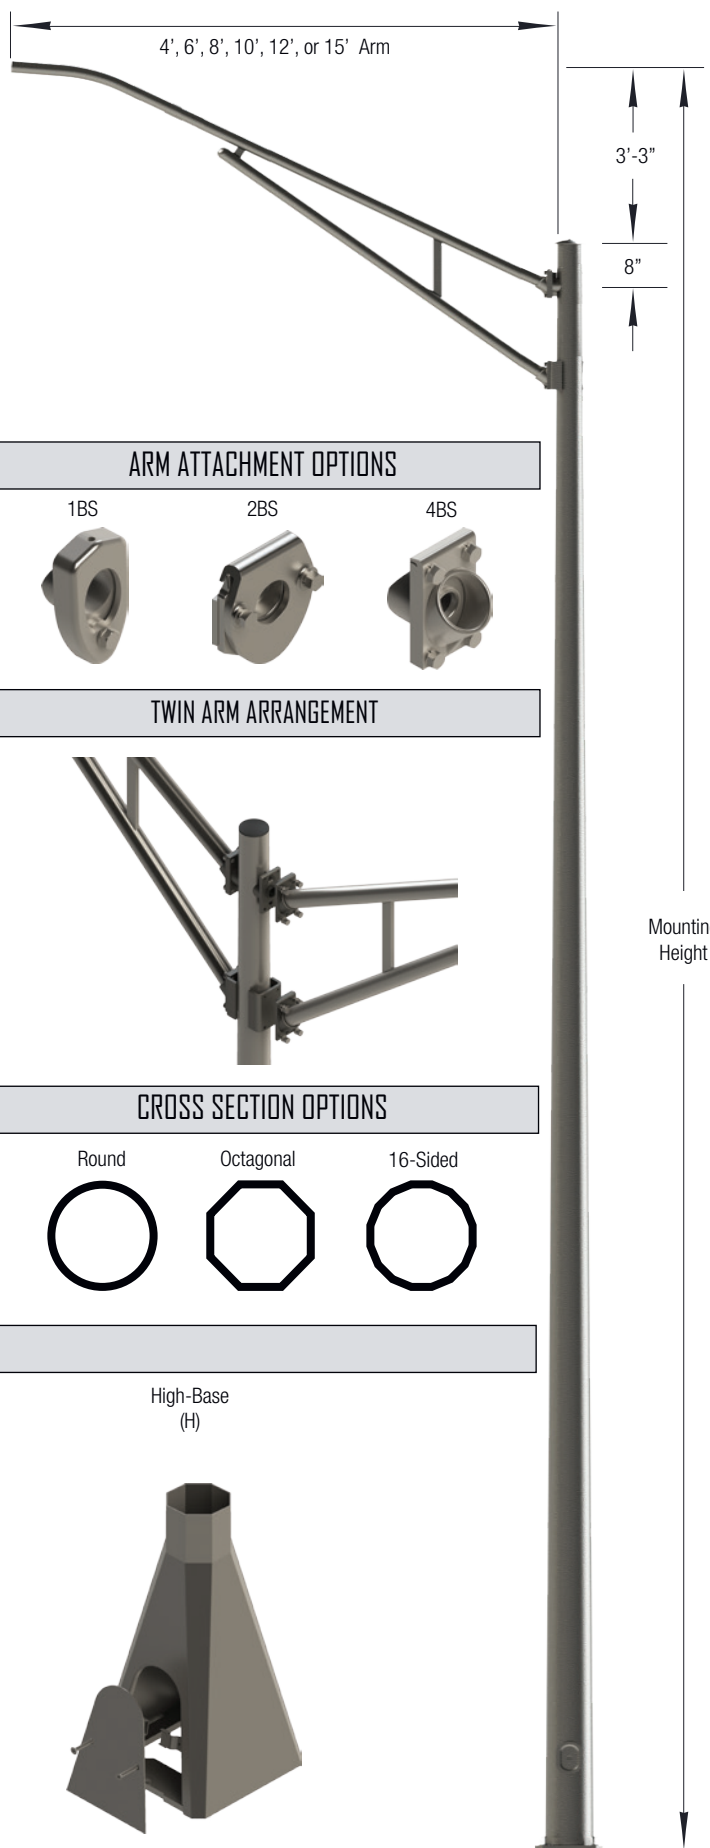 4’, 6’, 8’, 10’, 12’, or 15’ Arm
3’-3”
8”
ARM ATTACHMENT OPTIONS
1BS 2BS 4BS
TWIN ARM ARRANGEMENT
Mountin
Height
CROSS SECTION OPTIONS
Round Octagonal 16-Sided
High-Base
(H)